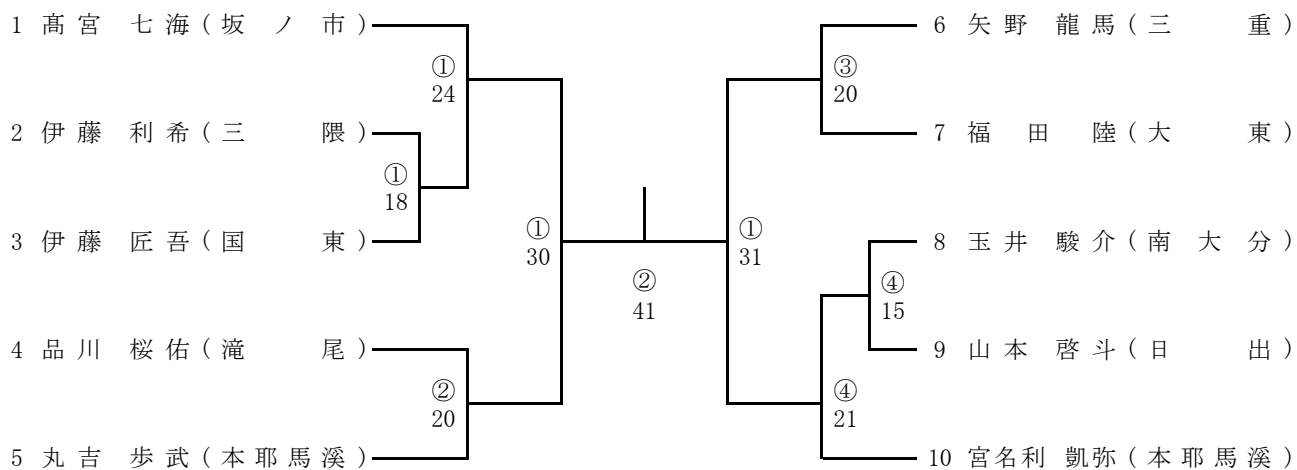 1 髙宮 七海(坂ノ市)
6 矢野 龍馬(三 重)
① 24
③ 20
2 伊藤 利希(三 隈)
7 福田 陸(大 東)
① 18
3 伊藤 匠吾(国 東)
① 30
① 31
8 玉井 駿介(南大分)
② 41
④ 15
4 品川 桜佑(滝 尾)
9 山本 啓斗(日 出)
② 20
④ 21
5 丸吉 歩武(本耶馬溪)
10 宮名利 凱弥(本耶馬溪)